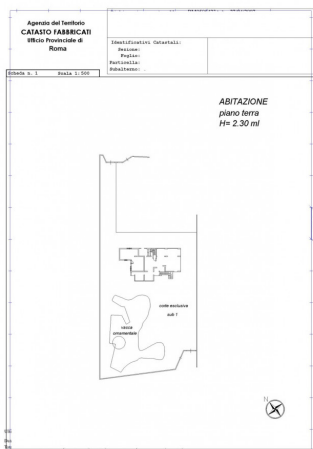 Agenzia del Territorio
CATASTO FABBRICATI
Ufficio Provinciale di
Roma
Identificativi Catastali:
Sezione:
Foglio:
Particella:
Subalterno:
Scheda n. 1 Scala 1:500
ABITAZIONE
piano terra
H= 2.30 ml
corte esclusiva
sub 1
vasca
ornamentale
N